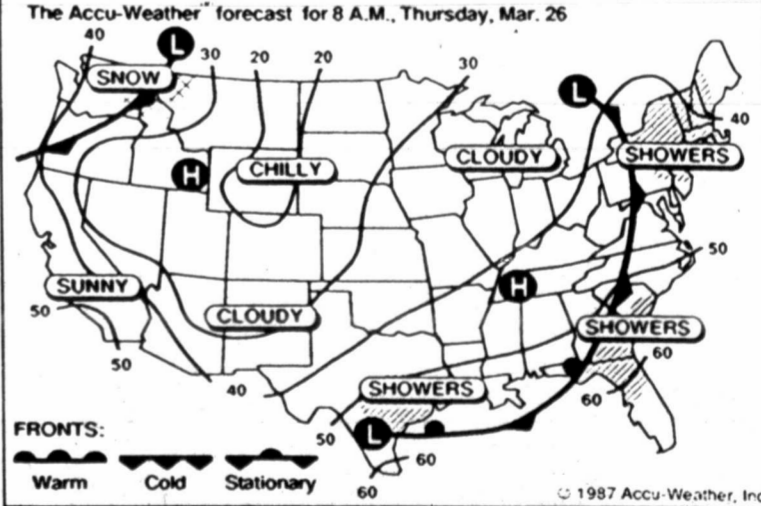 The Accu-Weather™ forecast for 8 A.M., Thursday, Mar. 26
40
L
30
20
20
30
SNOW
L
40
H
CHILLY
CLOUDY
SHOWERS
50
SUNNY
H
50
CLOUDY
SHOWERS
50
40
SHOWERS
60
60
50
L
60
60
FRONTS:
Warm
Cold
Stationary
© 1987 Accu-Weather, Inc